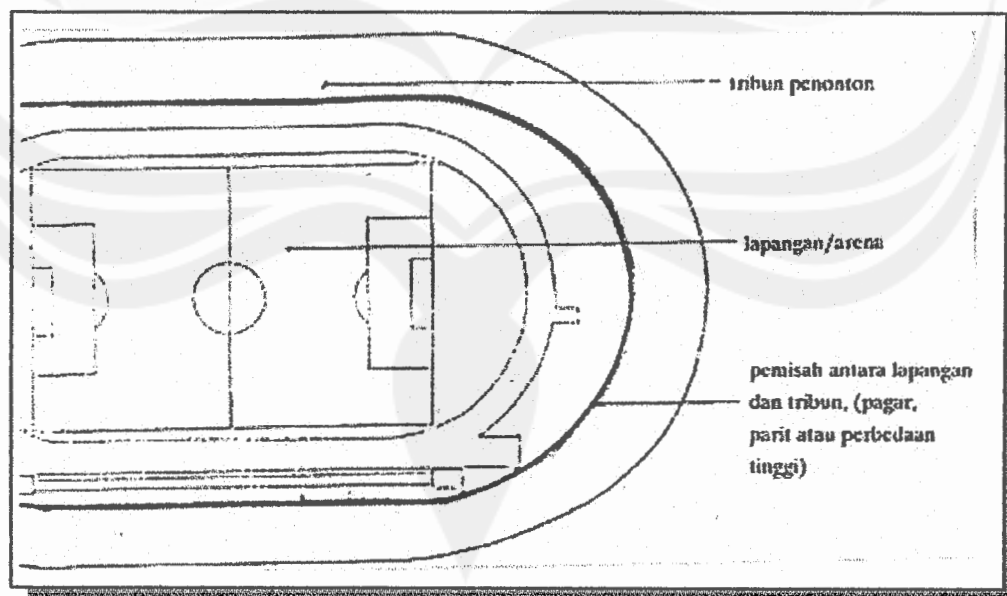 tribun penonton
lapangan/arena
pemisah antara lapangan
dan tribun, (pagar,
parit atau perbedaan
tinggi)